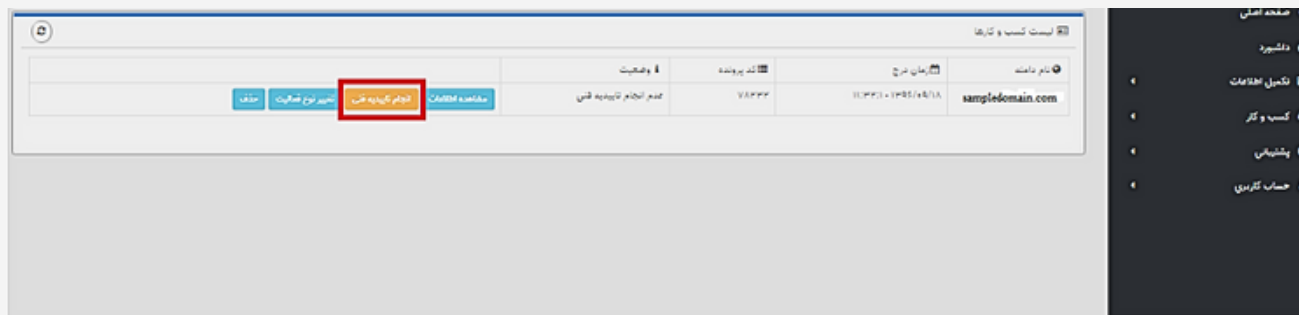 صفحه اصلی
داشبورد
تکمیل اطلاعات
کسب و کار
پشتیبانی
حساب کاربری
لیست کسب و کارها
نام دامنه زمان درج کد پرونده وضعیت
sampledomain.com ۷۸۴۴۳ عدم انجام تاییدیه فنی مشاهده اطلاعات انجام تاییدیه فنی تغییر نوع فعالیت حذف